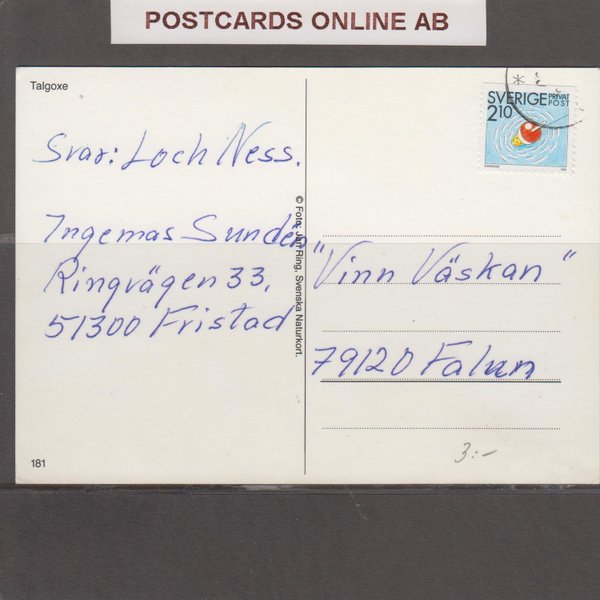 POSTCARDS ONLINE AB
Talgoxe
SVERIGE PRIVAT POST
2.10
Svar: Loch Ness.
Ingemas Sundén
Ringvägen 33.
51300 Fristad
© Foto: Jan Ring, Svenska Naturkort.
"Vinn Väskan"
79120 Falun
3:-
181